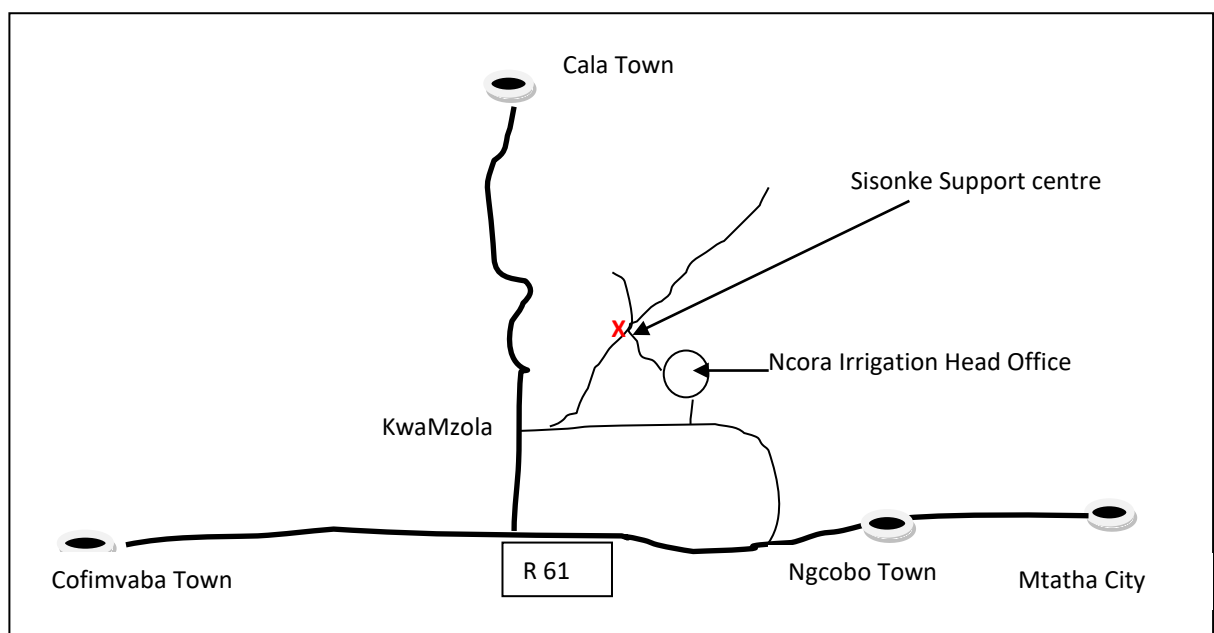 Cala Town
Sisonke Support centre
X
Ncora Irrigation Head Office
KwaMzola
Cofimvaba Town
R 61
Ngcobo Town
Mtatha City